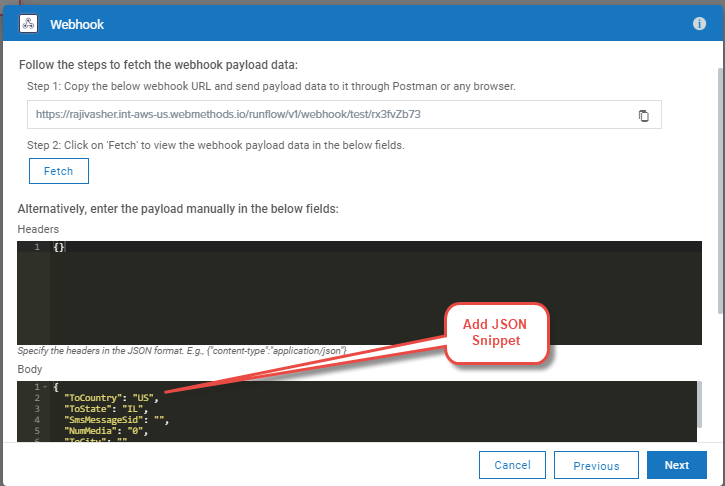 Webhook
Follow the steps to fetch the webhook payload data:
Step 1: Copy the below webhook URL and send payload data to it through Postman or any browser.
https://rajivasher.int-aws-us.webmethods.io/runflow/v1/webhook/test/rx3fvZb73
Step 2: Click on 'Fetch' to view the webhook payload data in the below fields.
Fetch
Alternatively, enter the payload manually in the below fields:
Headers
1 {}
Add JSON
Snippet
Specify the headers in the JSON format. E.g., {"content-type":"application/json"}
Body
1 {
2 "ToCountry": "US",
3 "ToState": "IL",
4 "SmsMessageSid": "",
5 "NumMedia": "0",
6 "ToCity": ""
Cancel
Previous
Next